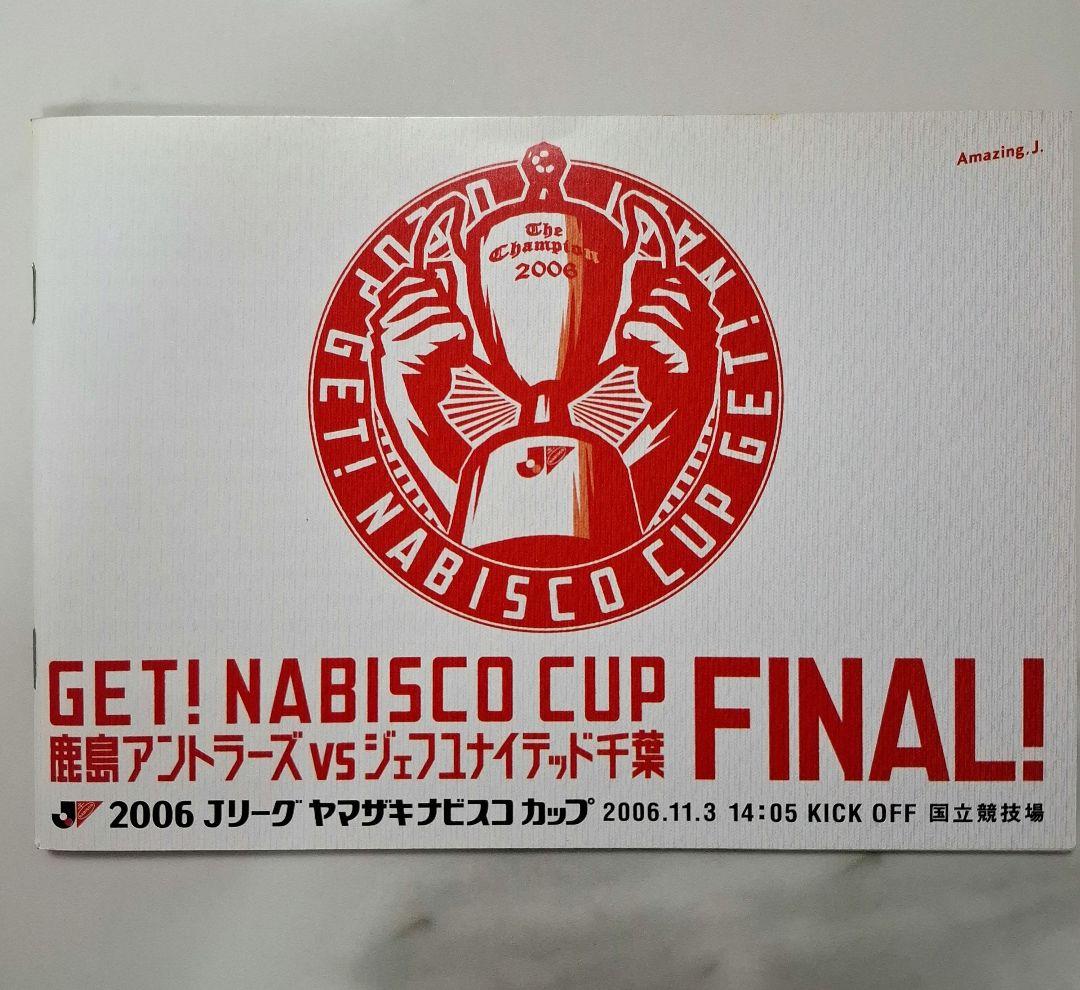 Amazing.J.
The
Champion
2006
GET! NABISCO CUP GET! NABISCO CUP
GET! NABISCO CUP FINAL!
鹿島アントラーズ vs ジェフユナイテッド千葉
2006 Jリーグ ヤマザキナビスコ カップ 2006.11.3 14:05 KICK OFF 国立競技場